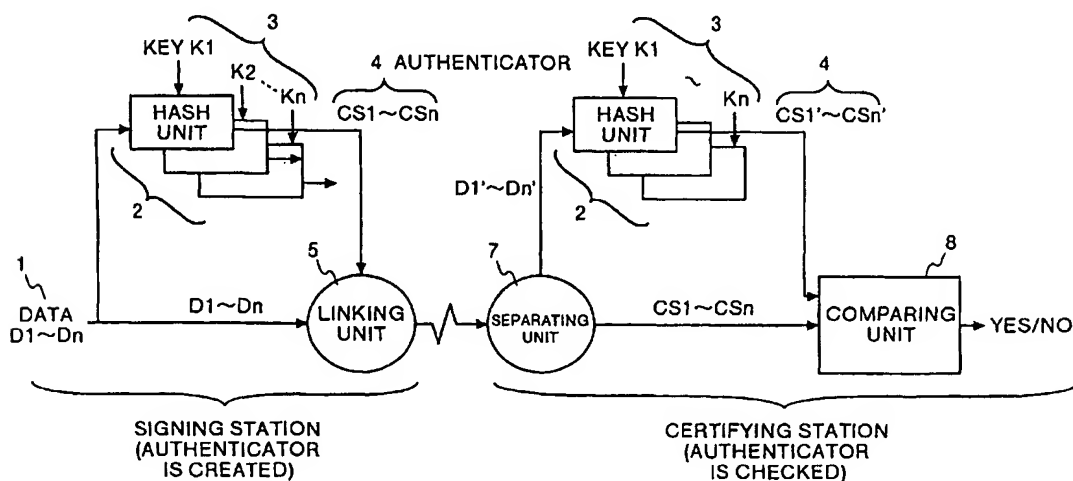 3
KEY K1
K2
Kn
4 AUTHENTICATOR
CS1~CSn
HASH
UNIT
2
1
DATA
D1~Dn
D1~Dn
5
LINKING
UNIT
SIGNING STATION
(AUTHENTICATOR
IS CREATED)
3
KEY K1
~
Kn
4
CS1'~CSn'
HASH
UNIT
D1'~Dn'
2
7
SEPARATING
UNIT
CS1~CSn
8
COMPARING
UNIT
YES/NO
CERTIFYING STATION
(AUTHENTICATOR
IS CHECKED)